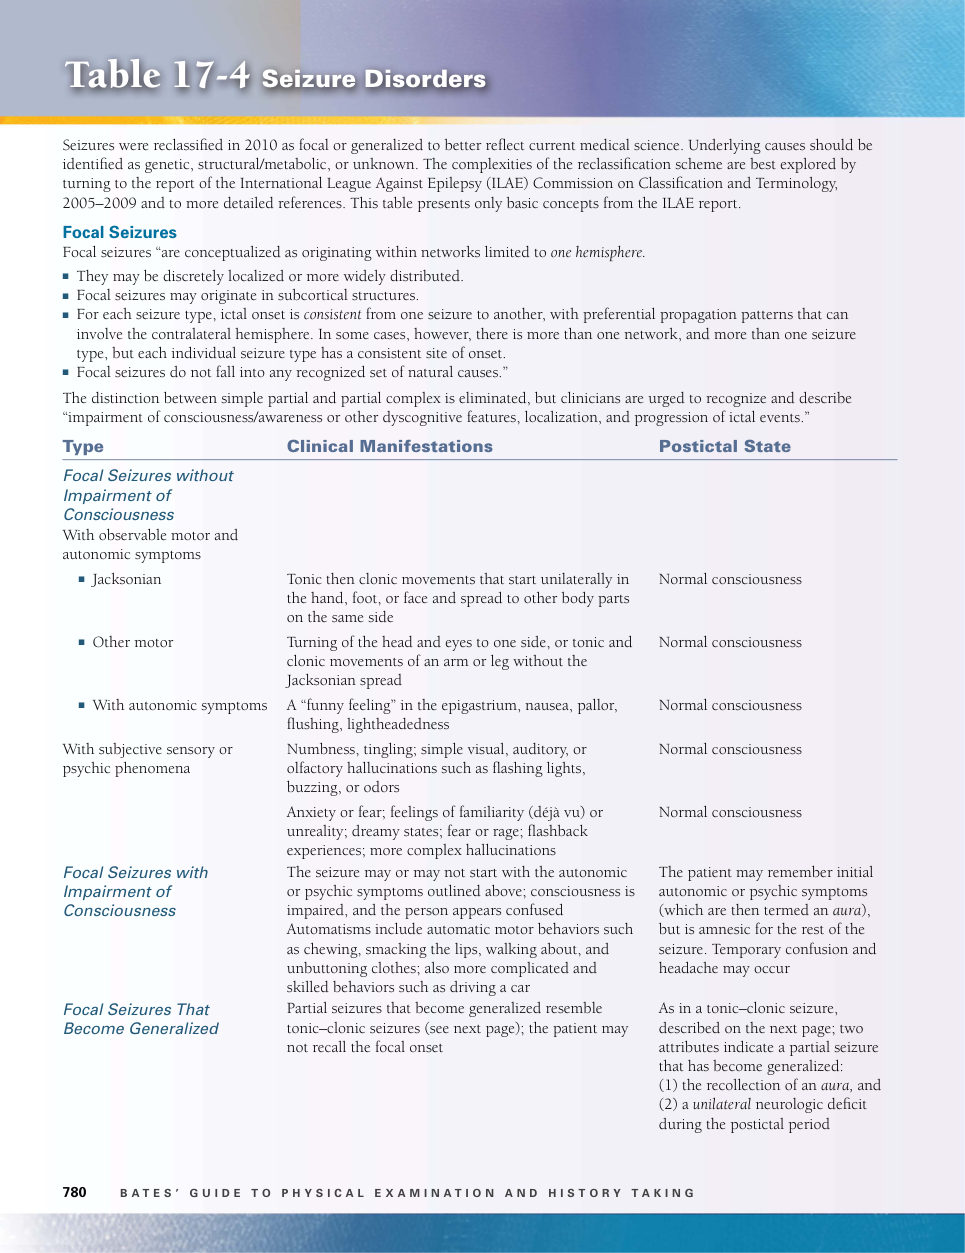 Table 17-4 Seizure Disorders
Seizures were reclassified in 2010 as focal or generalized to better reflect current medical science. Underlying causes should be
identified as genetic, structural/metabolic, or unknown. The complexities of the reclassification scheme are best explored by
turning to the report of the International League Against Epilepsy (ILAE) Commission on Classification and Terminology,
2005–2009 and to more detailed references. This table presents only basic concepts from the ILAE report.
Focal Seizures
Focal seizures “are conceptualized as originating within networks limited to one hemisphere.
■ They may be discretely localized or more widely distributed.
■ Focal seizures may originate in subcortical structures.
■ For each seizure type, ictal onset is consistent from one seizure to another, with preferential propagation patterns that can
involve the contralateral hemisphere. In some cases, however, there is more than one network, and more than one seizure
type, but each individual seizure type has a consistent site of onset.
■ Focal seizures do not fall into any recognized set of natural causes.”
The distinction between simple partial and partial complex is eliminated, but clinicians are urged to recognize and describe
“impairment of consciousness/awareness or other dyscognitive features, localization, and progression of ictal events.”
Type Clinical Manifestations Postictal State
Focal Seizures without
Impairment of
Consciousness
With observable motor and
autonomic symptoms
■ Jacksonian
Tonic then clonic movements that start unilaterally in
the hand, foot, or face and spread to other body parts
on the same side
Normal consciousness
■ Other motor
Turning of the head and eyes to one side, or tonic and
clonic movements of an arm or leg without the
Jacksonian spread
Normal consciousness
■ With autonomic symptoms
A “funny feeling” in the epigastrium, nausea, pallor,
flushing, lightheadedness
Normal consciousness
With subjective sensory or
psychic phenomena
Numbness, tingling; simple visual, auditory, or
olfactory hallucinations such as flashing lights,
buzzing, or odors
Normal consciousness
Anxiety or fear; feelings of familiarity (déjà vu) or
unreality; dreamy states; fear or rage; flashback
experiences; more complex hallucinations
Normal consciousness
Focal Seizures with
Impairment of
Consciousness
The seizure may or may not start with the autonomic
or psychic symptoms outlined above; consciousness is
impaired, and the person appears confused
Automatisms include automatic motor behaviors such
as chewing, smacking the lips, walking about, and
unbuttoning clothes; also more complicated and
skilled behaviors such as driving a car
The patient may remember initial
autonomic or psychic symptoms
(which are then termed an aura),
but is amnesic for the rest of the
seizure. Temporary confusion and
headache may occur
Focal Seizures That
Become Generalized
Partial seizures that become generalized resemble
tonic–clonic seizures (see next page); the patient may
not recall the focal onset
As in a tonic–clonic seizure,
described on the next page; two
attributes indicate a partial seizure
that has become generalized:
(1) the recollection of an aura, and
(2) a unilateral neurologic deficit
during the postictal period
780 BATES’ GUIDE TO PHYSICAL EXAMINATION AND HISTORY TAKING